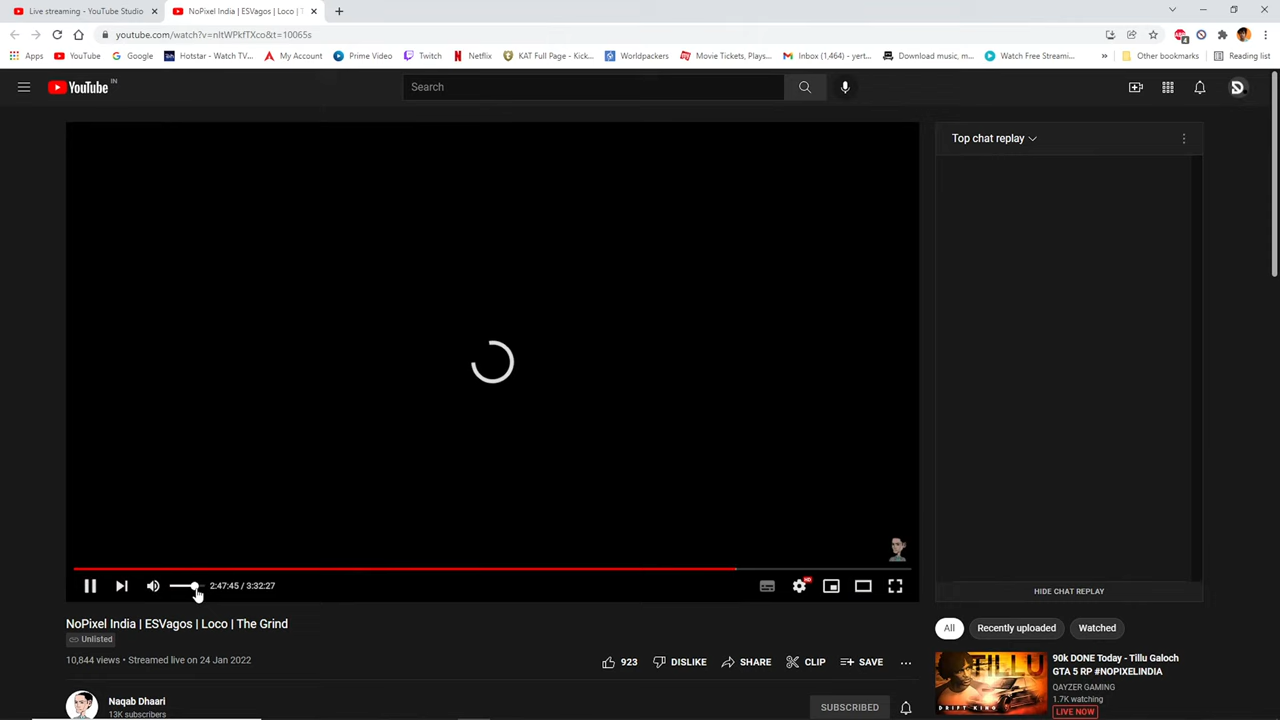 Live streaming - YouTube Studio
NoPixel India | ESVagos | Loco | T
youtube.com/watch?v=nItWPkfTXco&t=10065s
Apps YouTube Google Hotstar - Watch TV... My Account Prime Video Twitch Netflix KAT Full Page - Kick... Worldpackers Movie Tickets, Plays... Inbox (1,464) - yert... Download music, m... Watch Free Streami... » Other bookmarks Reading list
YouTube IN
Search
Top chat replay
HD
2:47:45 / 3:32:27
HIDE CHAT REPLAY
NoPixel India | ESVagos | Loco | The Grind
Unlisted
10,844 views • Streamed live on 24 Jan 2022
923 DISLIKE SHARE CLIP SAVE ...
All Recently uploaded Watched
90k DONE Today - Tillu Galoch
GTA 5 RP #NOPIXELINDIA
QAYZER GAMING
1.7K watching
LIVE NOW
TILLU
DRIFT KING
Naqab Dhaari
13K subscribers
SUBSCRIBED